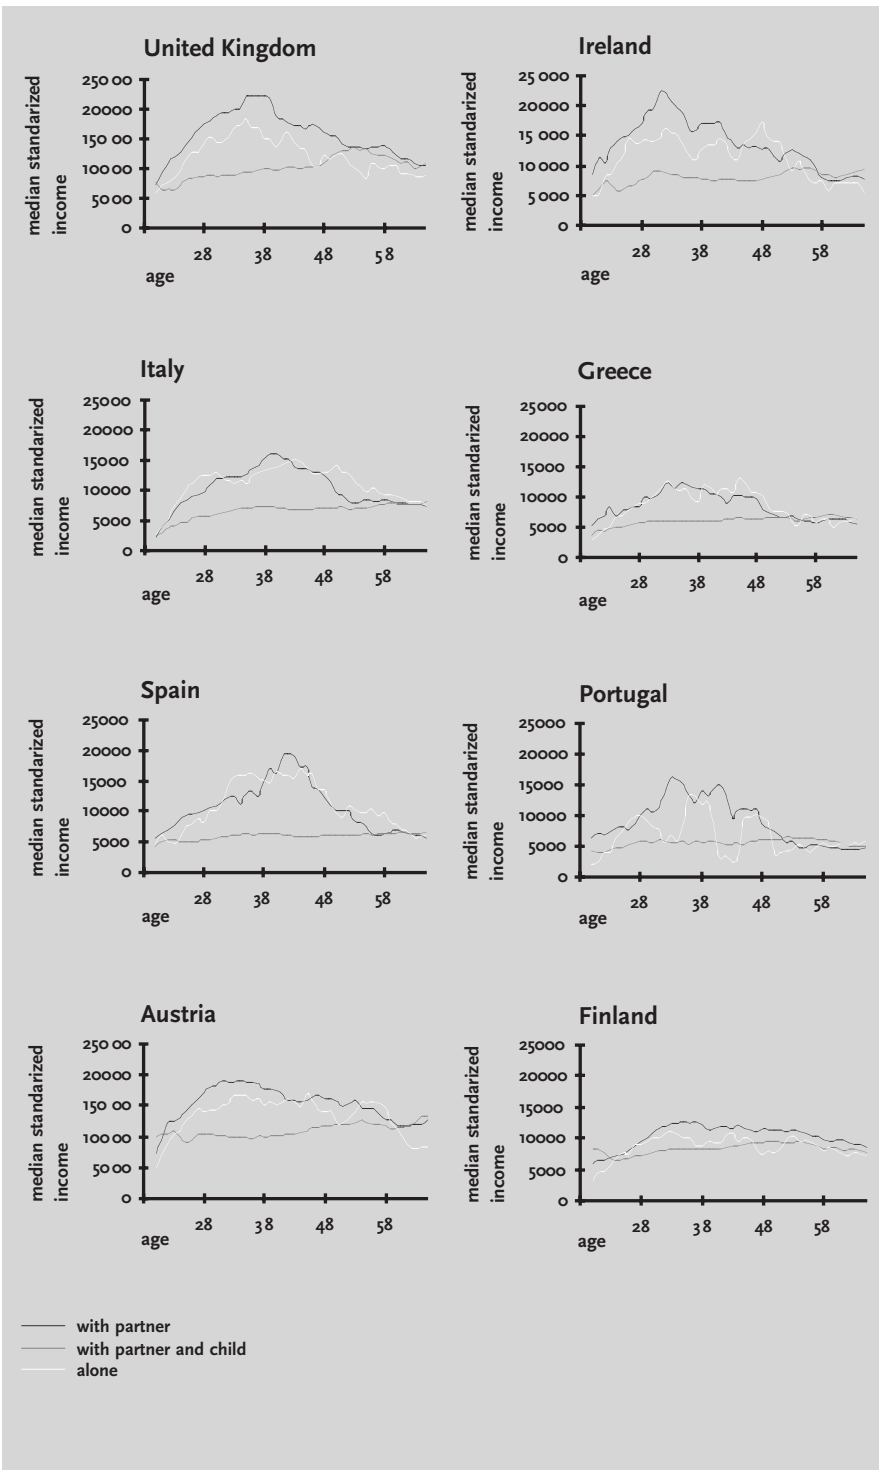 United Kingdom
median standarized
income
250 00
20000
150 00
100 00
50 00
0
28 38 48 58
age
Ireland
median standarized
income
25 000
20000
15 000
10 000
5 000
0
28 38 48 58
age
Italy
median standarized
income
25000
20000
15000
10000
5000
0
28 38 48 58
age
Greece
median standarized
income
25000
20000
15000
10000
5000
0
28 38 48 58
age
Spain
median standarized
income
25000
20000
15000
10000
5000
0
28 38 48 58
age
Portugal
median standarized
income
25000
20000
15000
10000
5000
0
28 38 48 58
age
Austria
median standarized
income
250 00
20000
150 00
100 00
50 00
0
28 38 48 58
age
Finland
median standarized
income
25000
20000
15000
10000
5000
0
28 38 48 58
age
with partner
with partner and child
alone